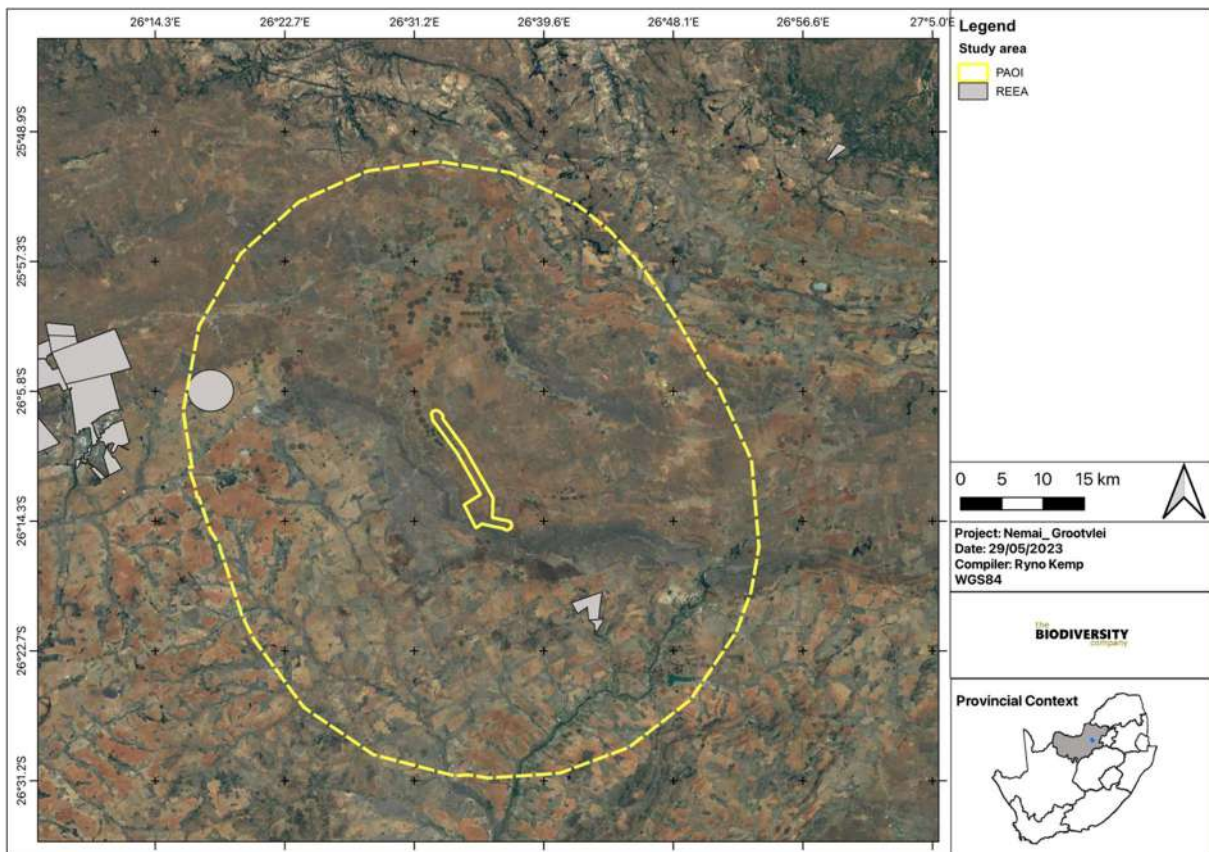 26°14.3'E 26°22.7'E 26°31.2'E 26°39.6'E 26°48.1'E 26°56.6'E 27°5.0'E
25°48.9'S
25°57.3'S
26°5.8'S
26°14.3'S
26°22.7'S
26°31.2'S
Legend
Study area
PAOI
REEA
0 5 10 15 km
Project: Nemai_ Grootvlei
Date: 29/05/2023
Compiler: Ryno Kemp
WGS84
the
BIODIVERSITY
company
Provincial Context